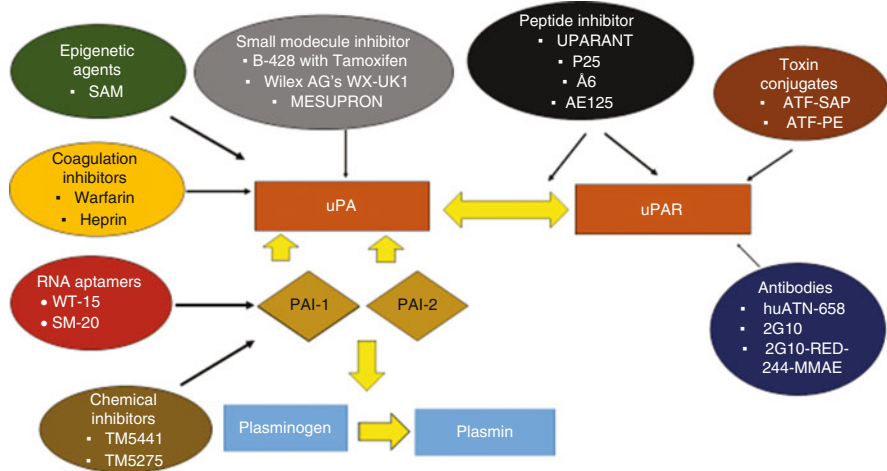 Epigenetic
agents
▪ SAM
Small modecule inhibitor
▪ B-428 with Tamoxifen
▪ Wilex AG's WX-UK1
▪ MESUPRON
Peptide inhibitor
▪ UPARANT
▪ P25
▪ Å6
▪ AE125
Toxin
conjugates
▪ ATF-SAP
▪ ATF-PE
Coagulation
inhibitors
▪ Warfarin
▪ Heprin
uPA
uPAR
RNA aptamers
● WT-15
● SM-20
PAI-1
PAI-2
Antibodies
▪ huATN-658
▪ 2G10
▪ 2G10-RED-
244-MMAE
Chemical
inhibitors
▪ TM5441
▪ TM5275
Plasminogen
Plasmin